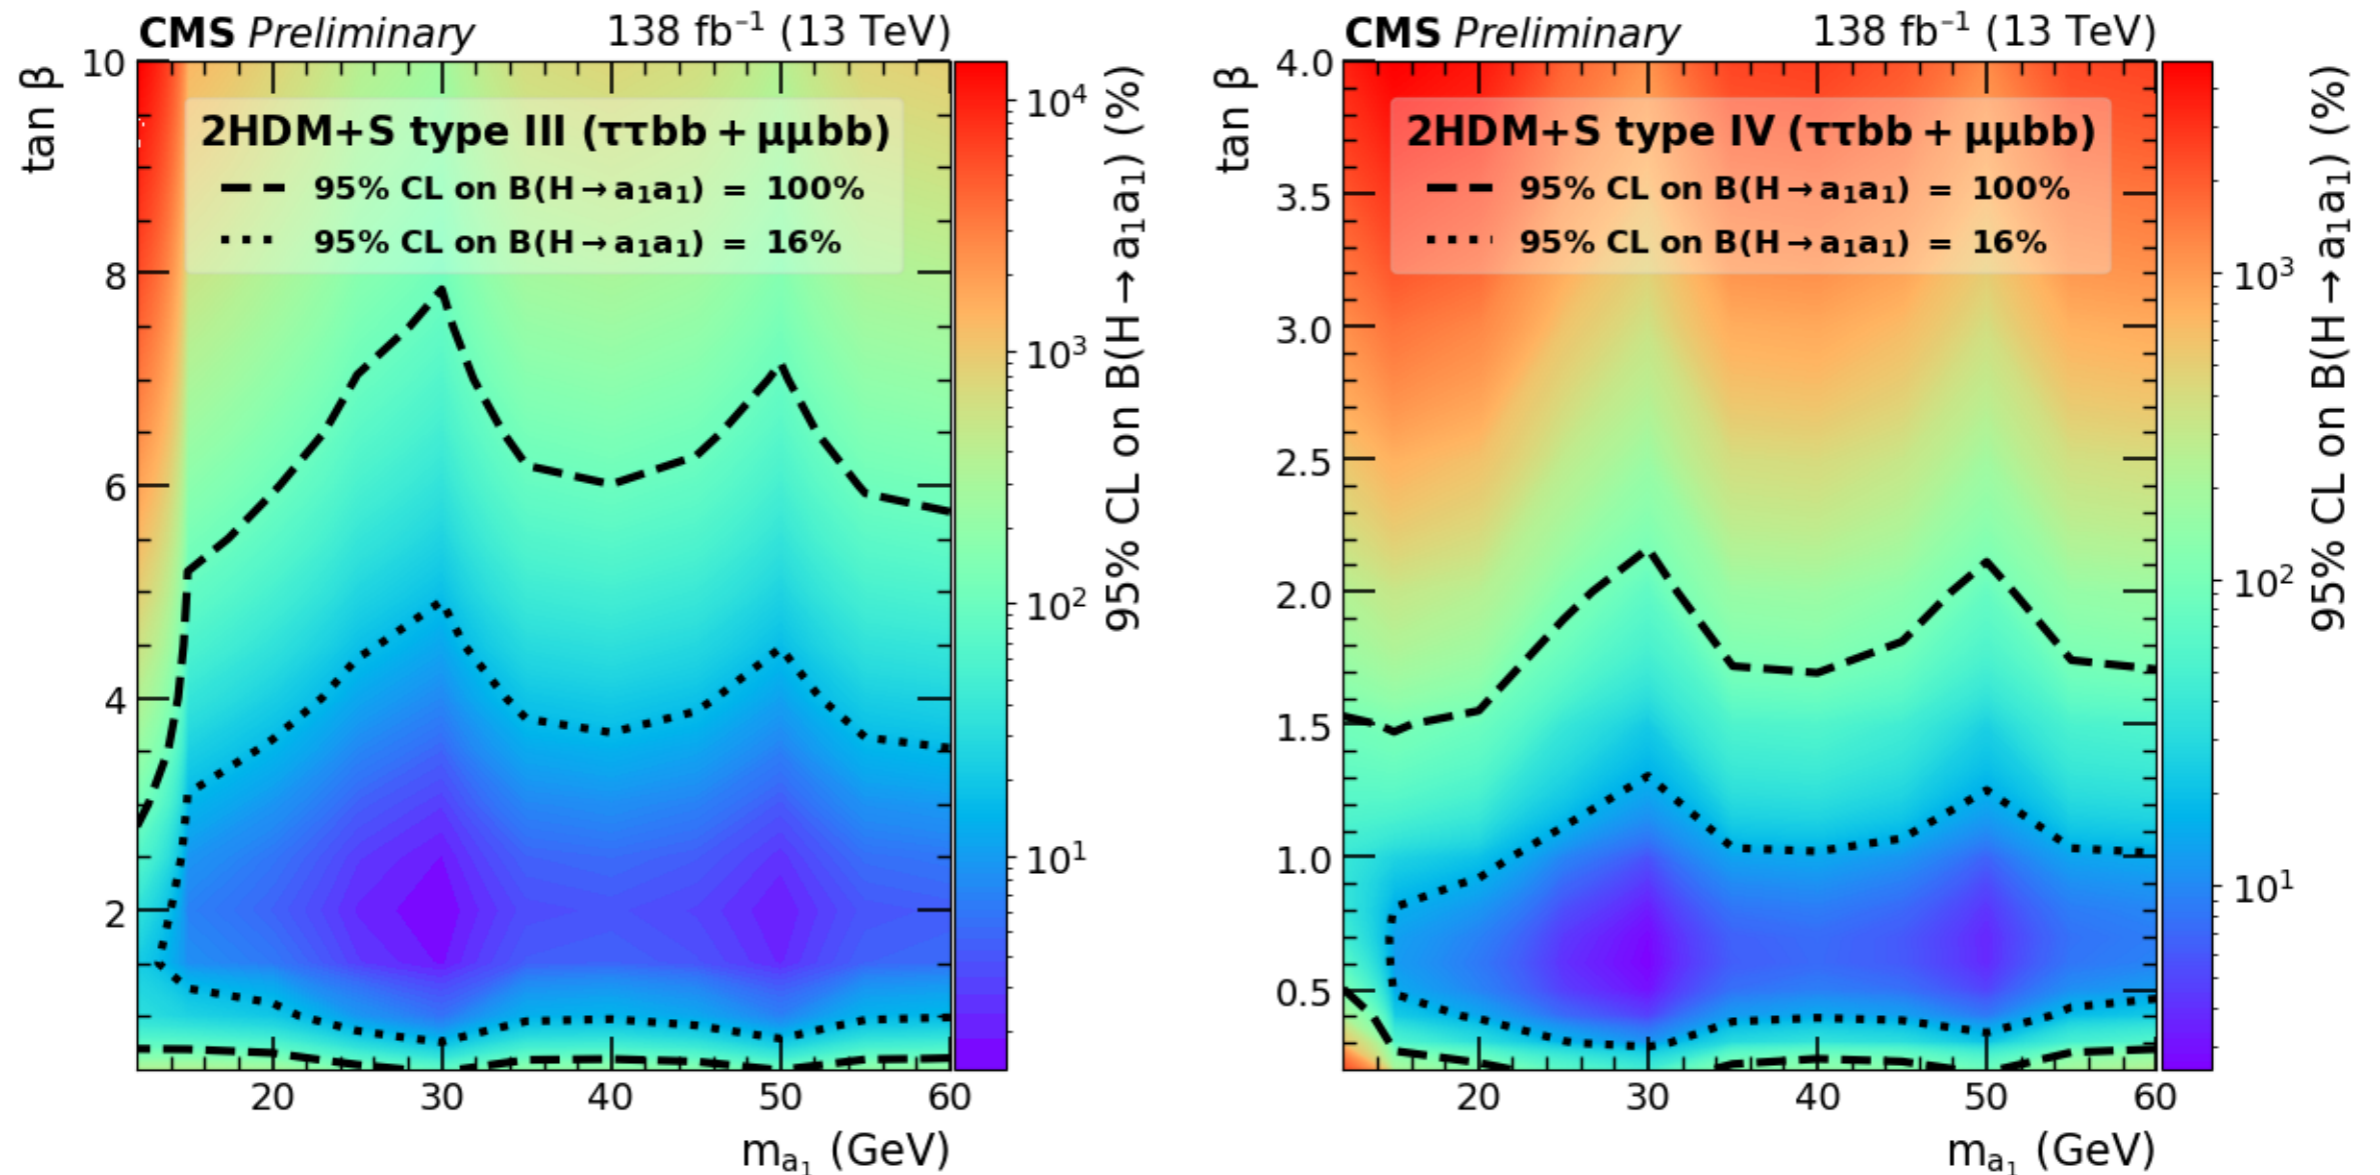 CMS Preliminary 138 fb⁻¹ (13 TeV)
tan β
10
8
6
4
2
2HDM+S type III (ττbb + μμbb)
95% CL on B(H→a₁a₁) = 100%
95% CL on B(H→a₁a₁) = 16%
20 30 40 50 60
mₐ₁ (GeV)
10⁴
10³
10²
10¹
95% CL on B(H→a₁a₁) (%)
CMS Preliminary 138 fb⁻¹ (13 TeV)
tan β
4.0
3.5
3.0
2.5
2.0
1.5
1.0
0.5
2HDM+S type IV (ττbb + μμbb)
95% CL on B(H→a₁a₁) = 100%
95% CL on B(H→a₁a₁) = 16%
20 30 40 50 60
mₐ₁ (GeV)
10³
10²
10¹
95% CL on B(H→a₁a₁) (%)